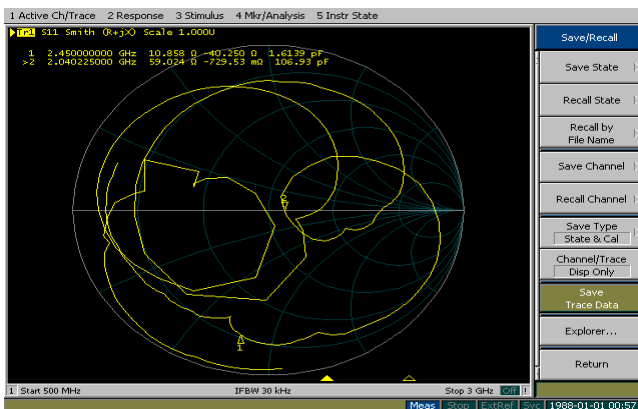 1 Active Ch/Trace 2 Response 3 Stimulus 4 Mkr/Analysis 5 Instr State
Tr1 S11 Smith (R+jX) Scale 1.000U
1 2.450000000 GHz 10.858 Ω -40.250 Ω 1.6139 pF
>2 2.040225000 GHz 59.024 Ω -729.53 mΩ 106.93 pF
2
1
1 Start 500 MHz IFBW 30 kHz Stop 3 GHz Off !
Save/Recall
Save State
Recall State
Recall by
File Name
Save Channel
Recall Channel
Save Type
State & Cal
Channel/Trace
Disp Only
Save
Trace Data
Explorer...
Return
Meas Stop ExtRef Svc 1988-01-01 00:57